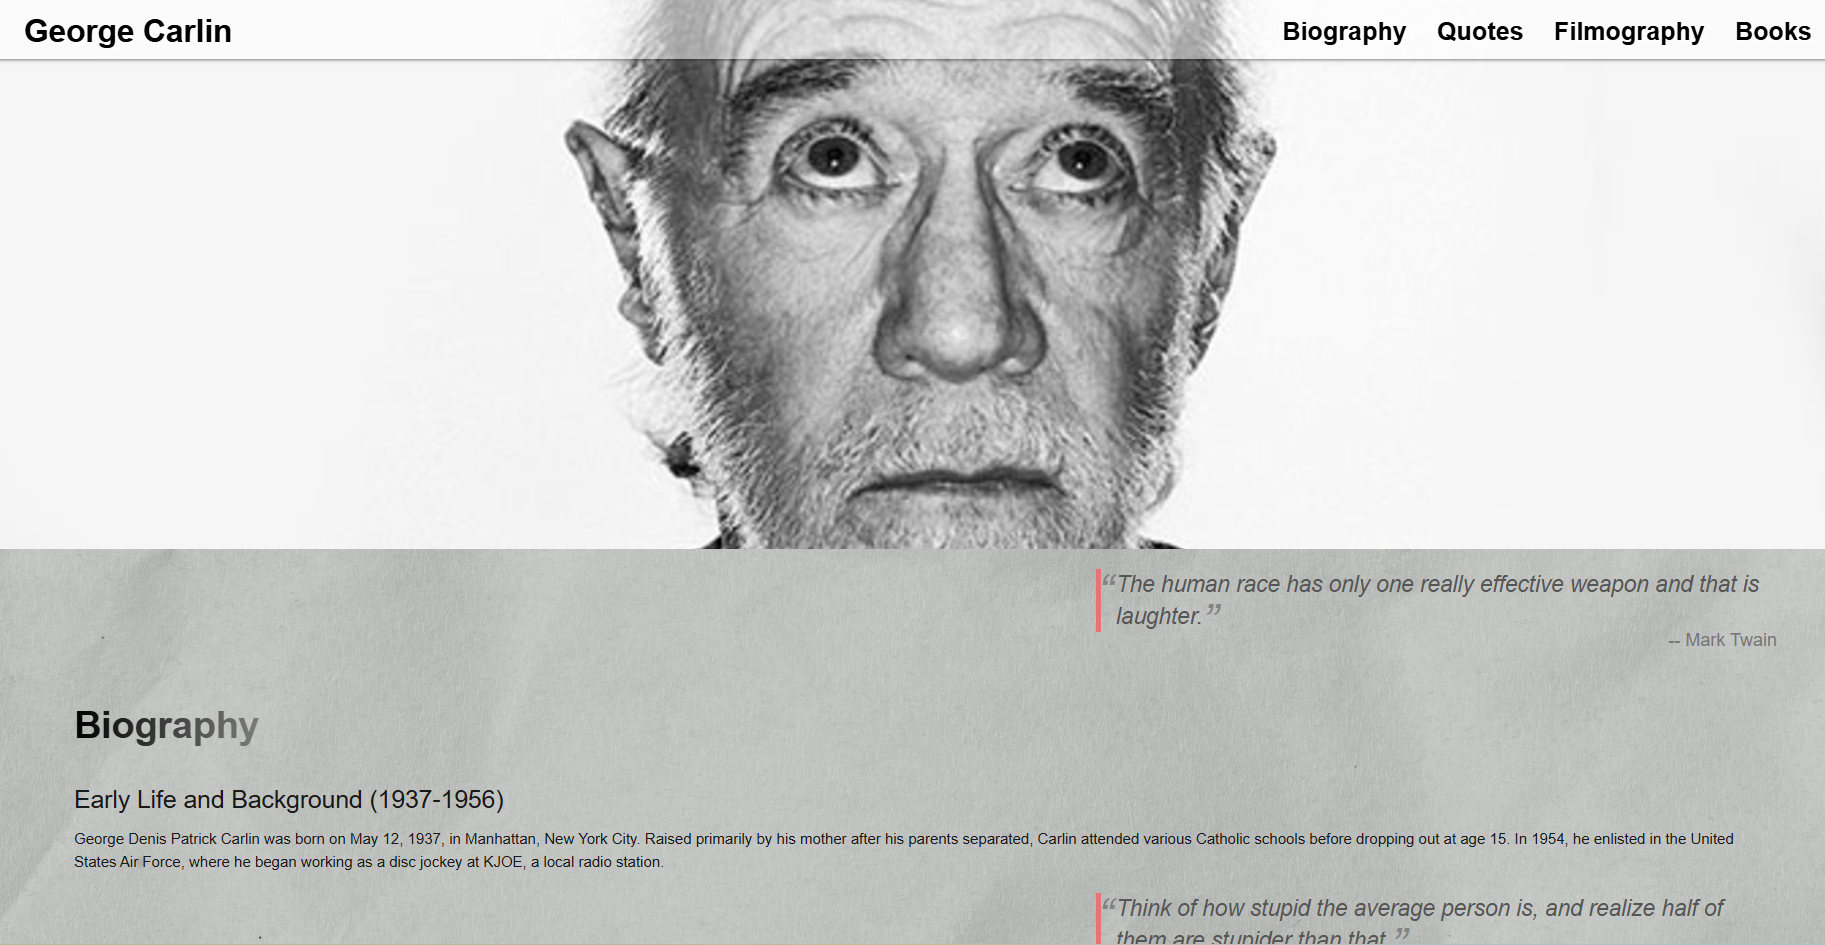 George Carlin
Biography Quotes Filmography Books
“The human race has only one really effective weapon and that is
laughter.”
-- Mark Twain
Biography
Early Life and Background (1937-1956)
George Denis Patrick Carlin was born on May 12, 1937, in Manhattan, New York City. Raised primarily by his mother after his parents separated, Carlin attended various Catholic schools before dropping out at age 15. In 1954, he enlisted in the United
States Air Force, where he began working as a disc jockey at KJOE, a local radio station.
“Think of how stupid the average person is, and realize half of
them are stupider than that.”